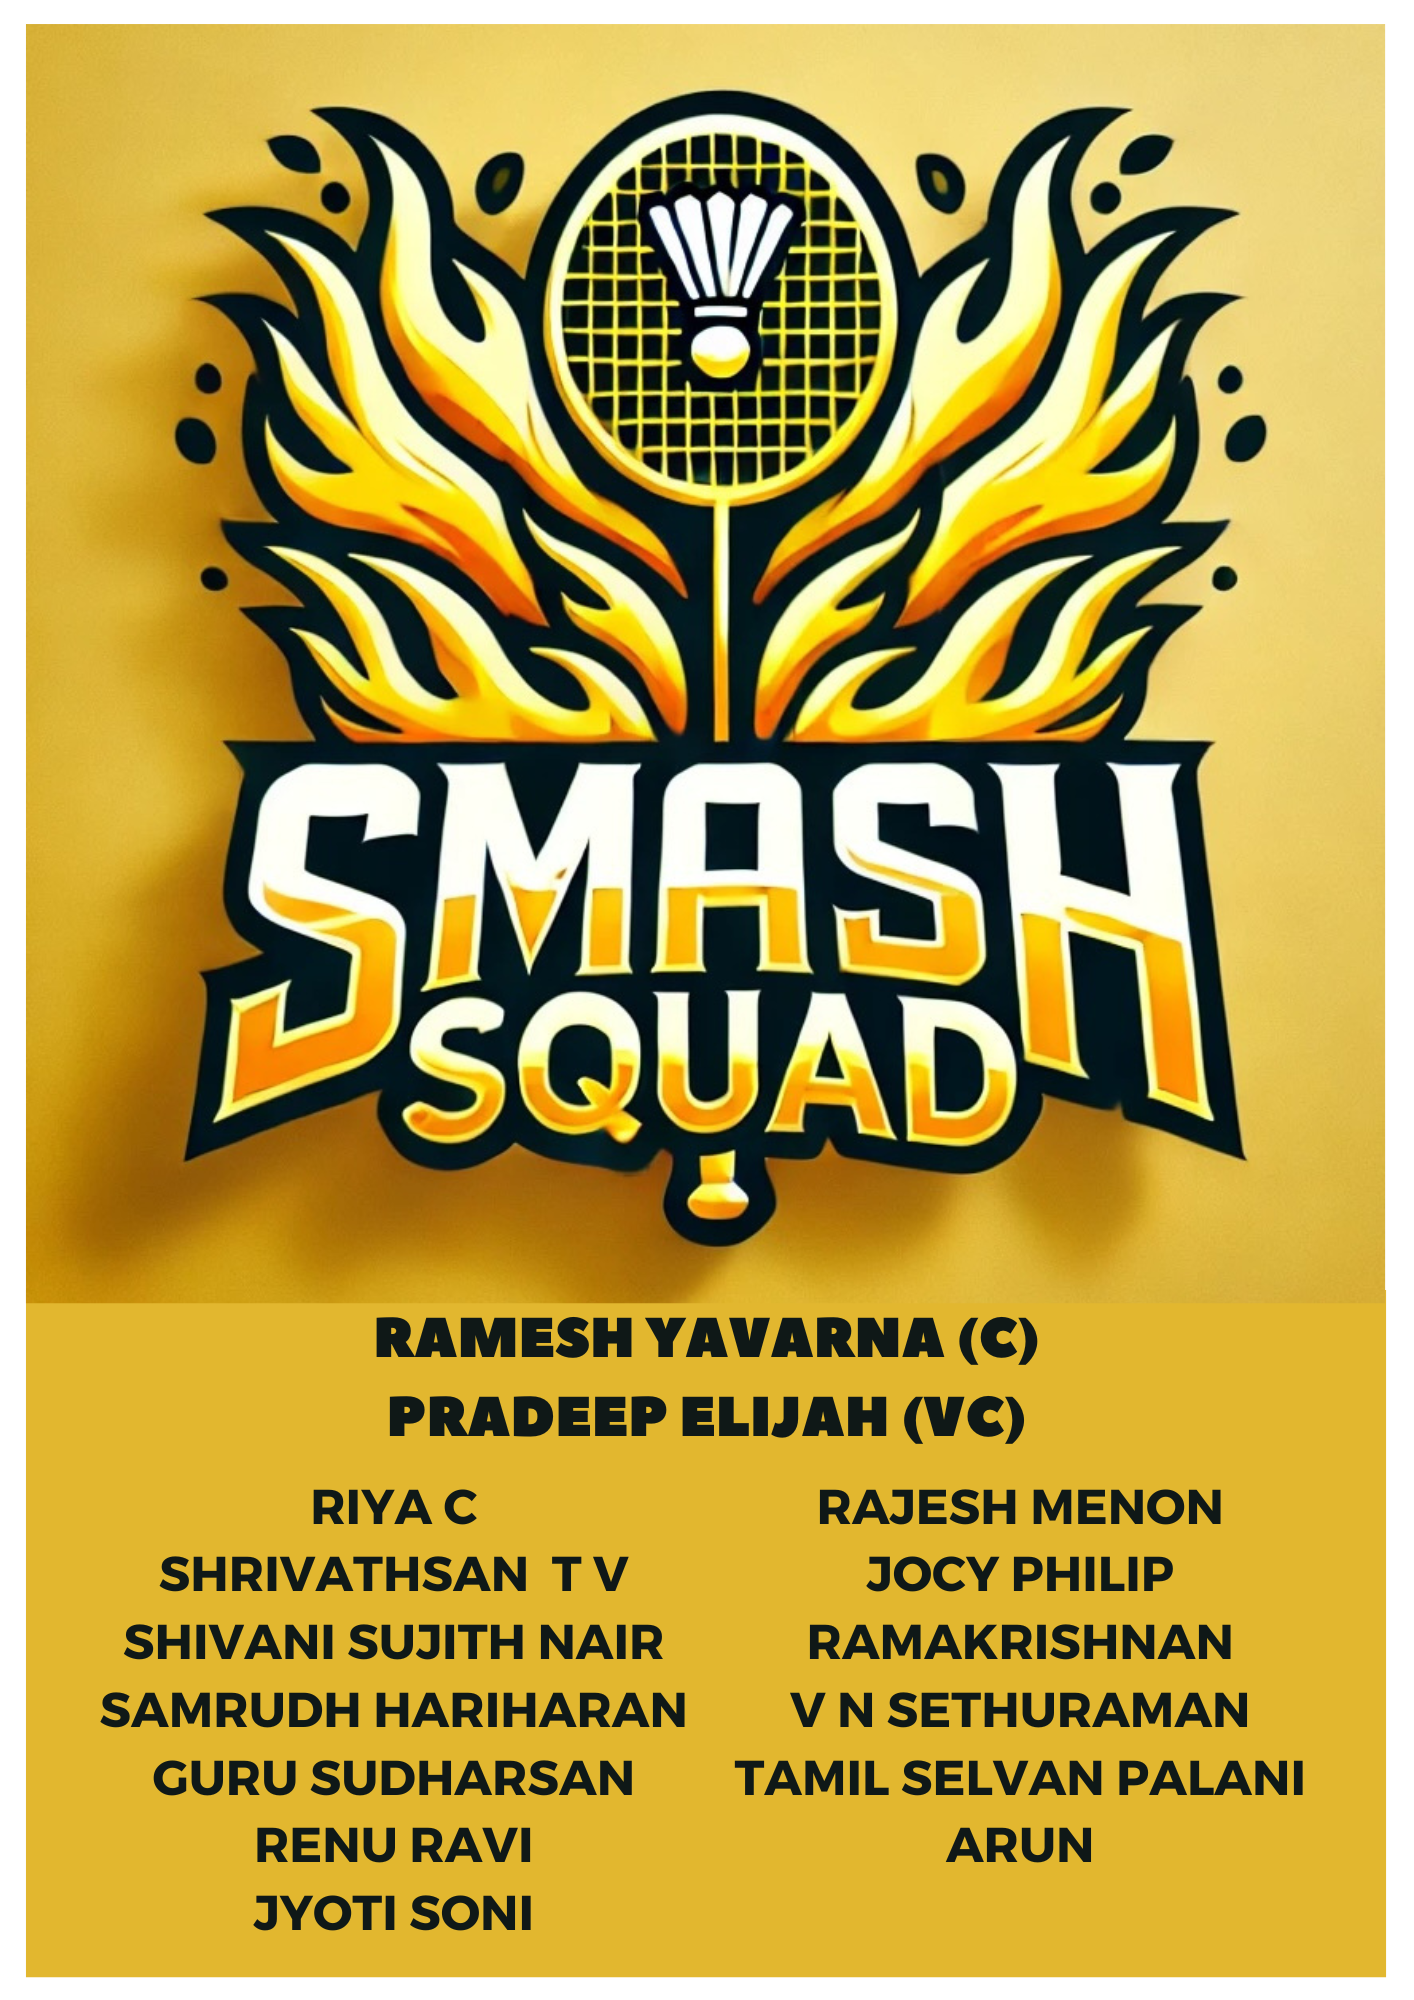 SMASH
SQUAD
RAMESH YAVARNA (C)
PRADEEP ELIJAH (VC)
RIYA C
SHRIVATHSAN T V
SHIVANI SUJITH NAIR
SAMRUDH HARIHARAN
GURU SUDHARSAN
RENU RAVI
JYOTI SONI
RAJESH MENON
JOCY PHILIP
RAMAKRISHNAN
V N SETHURAMAN
TAMIL SELVAN PALANI
ARUN